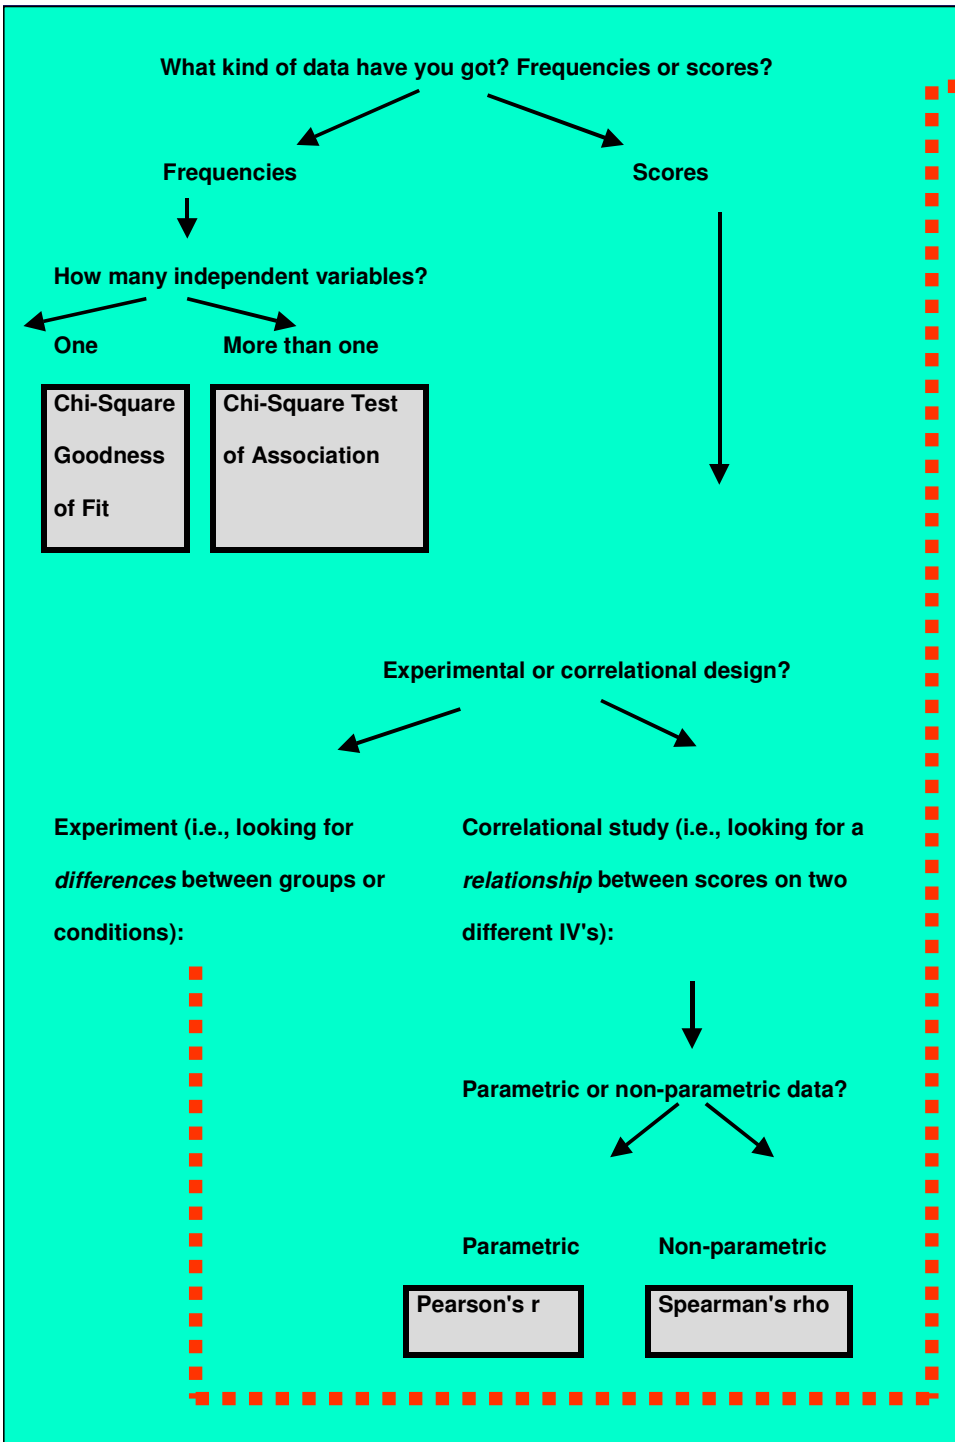 What kind of data have you got? Frequencies or scores?
Frequencies
Scores
How many independent variables?
One
More than one
Chi-Square
Goodness
of Fit
Chi-Square Test
of Association
Experimental or correlational design?
Experiment (i.e., looking for
differences between groups or
conditions):
Correlational study (i.e., looking for a
relationship between scores on two
different IV's):
Parametric or non-parametric data?
Parametric
Non-parametric
Pearson's r
Spearman's rho